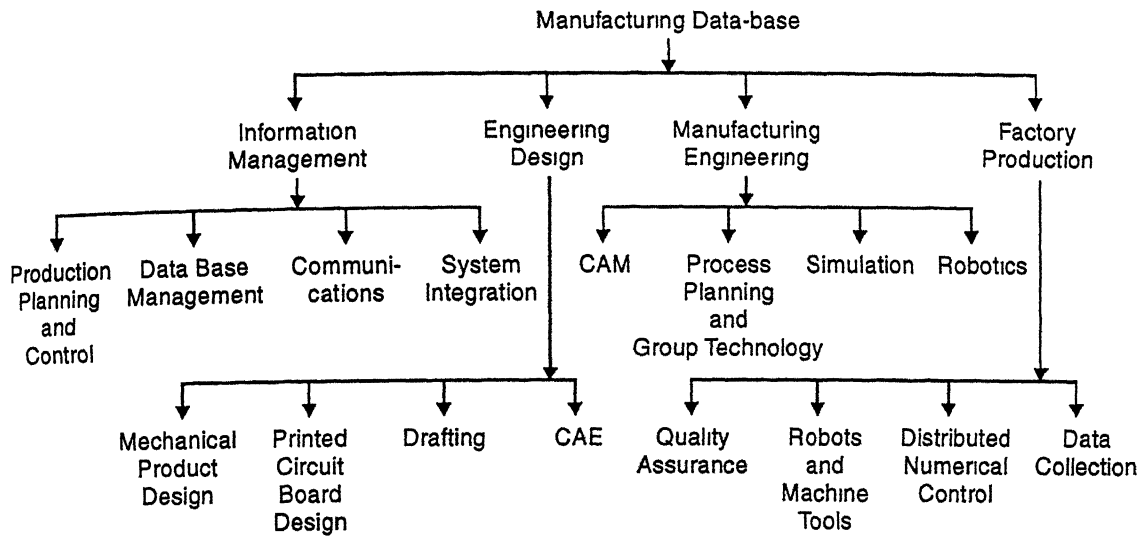 Manufacturing Data-base
Information
Management
Engineering
Design
Manufacturing
Engineering
Factory
Production
Production
Planning
and
Control
Data Base
Management
Communi-
cations
System
Integration
CAM
Process
Planning
and
Group Technology
Simulation
Robotics
Mechanical
Product
Design
Printed
Circuit
Board
Design
Drafting
CAE
Quality
Assurance
Robots
and
Machine
Tools
Distributed
Numerical
Control
Data
Collection